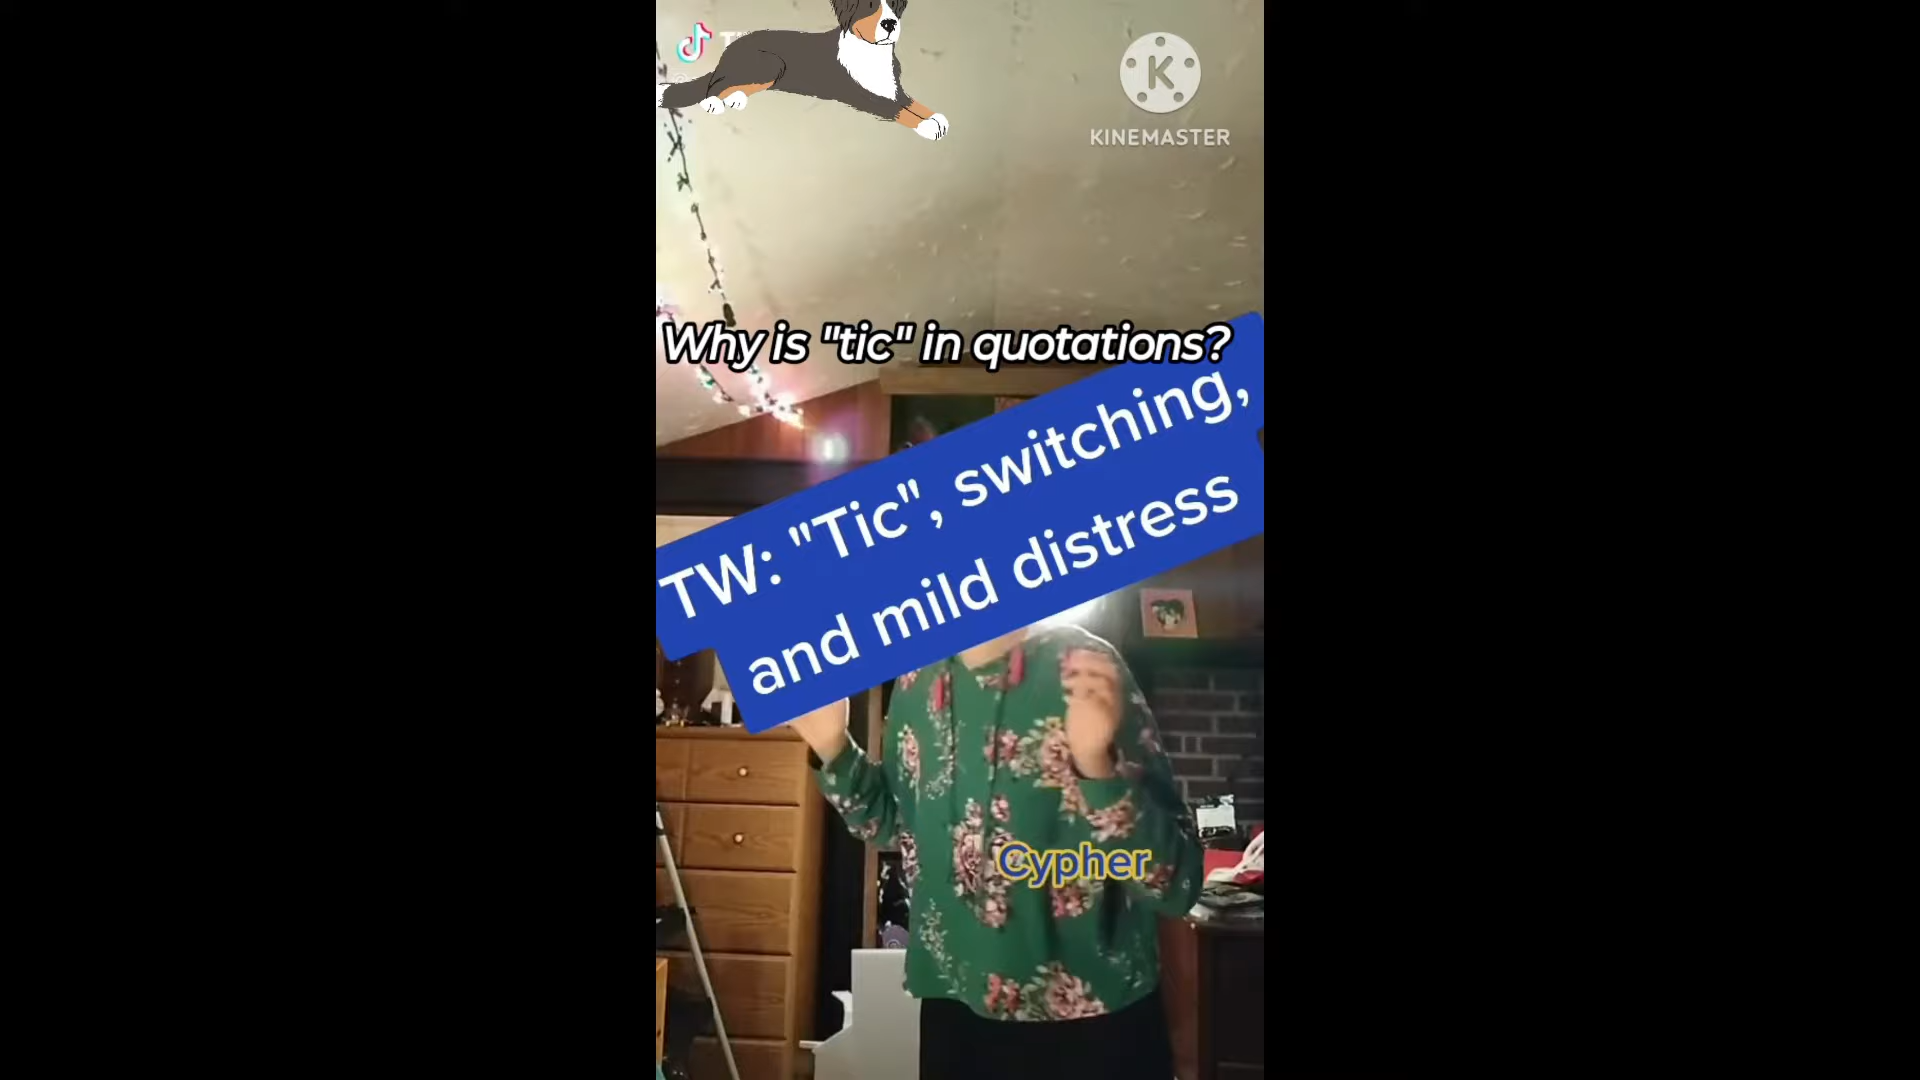 KINEMASTER
Why is "tic" in quotations?
TW: "Tic", switching,
and mild distress
Cypher